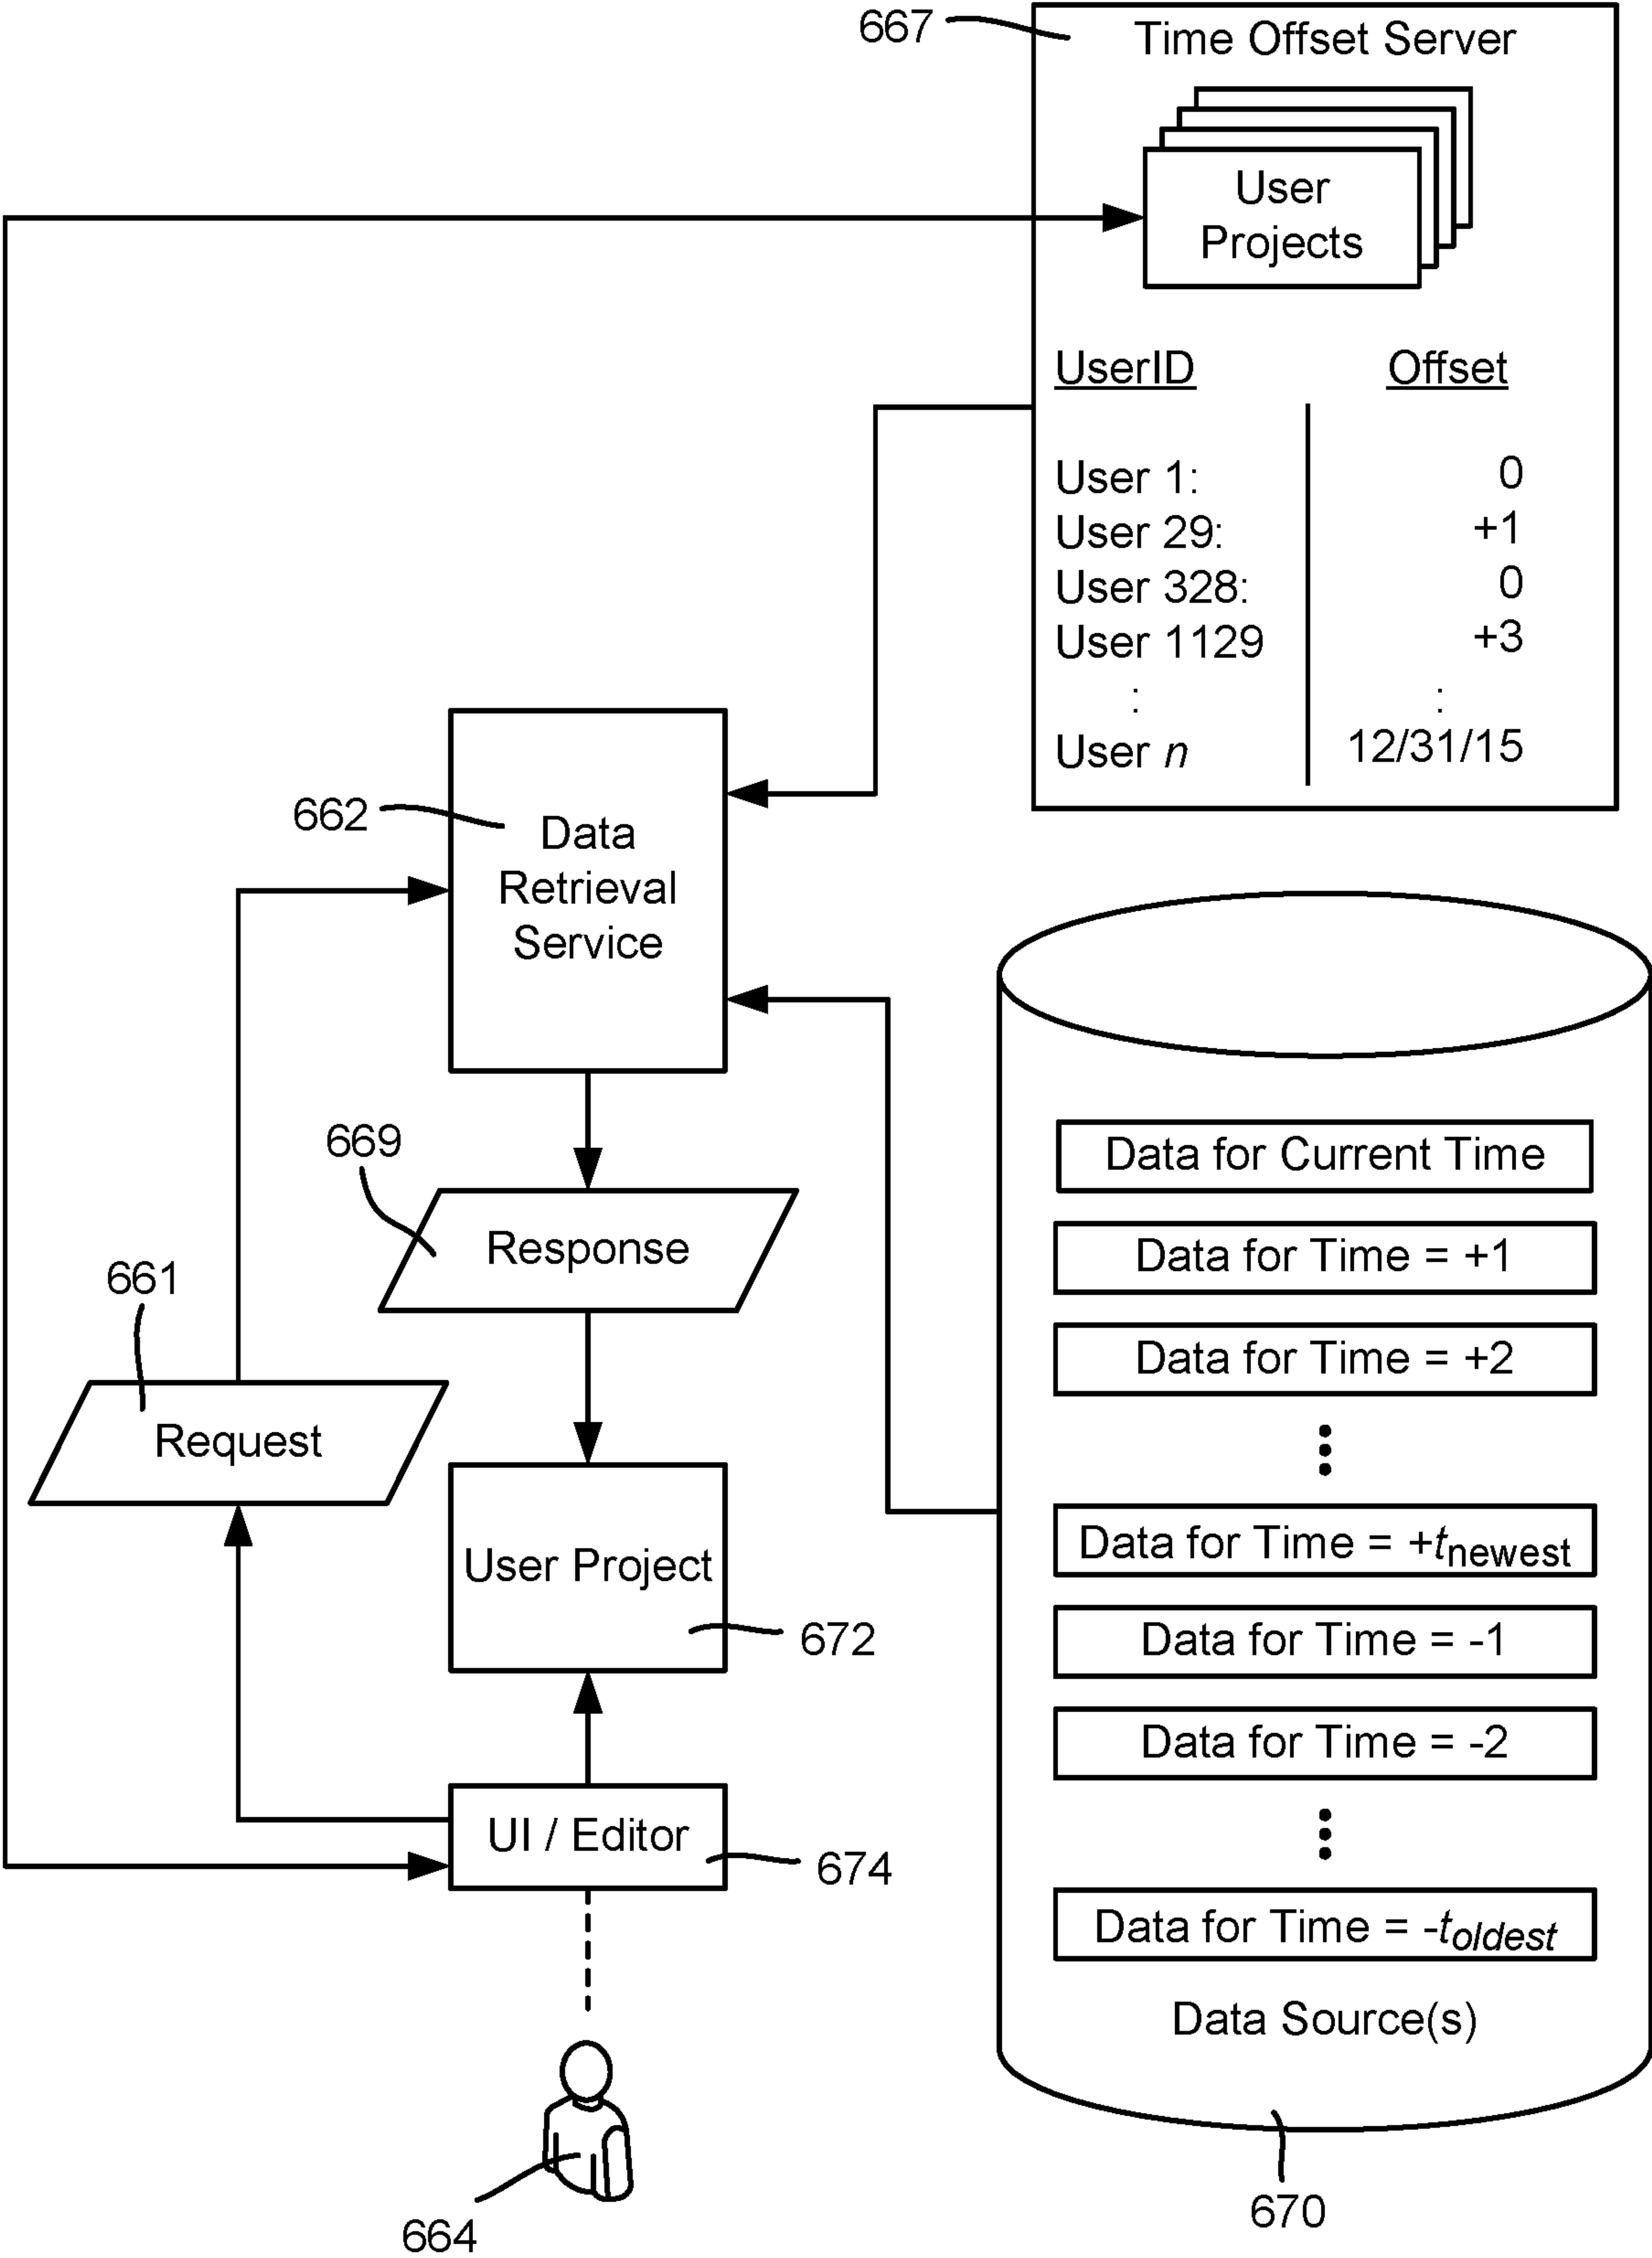 667
Time Offset Server
User
Projects
UserID Offset
User 1: 0
User 29: +1
User 328: 0
User 1129 +3
: :
User n 12/31/15
662
Data
Retrieval
Service
669
Response
661
Request
User Project
672
UI / Editor
674
664
Data for Current Time
Data for Time = +1
Data for Time = +2
Data for Time = +tnewest
Data for Time = -1
Data for Time = -2
Data for Time = -toldest
Data Source(s)
670